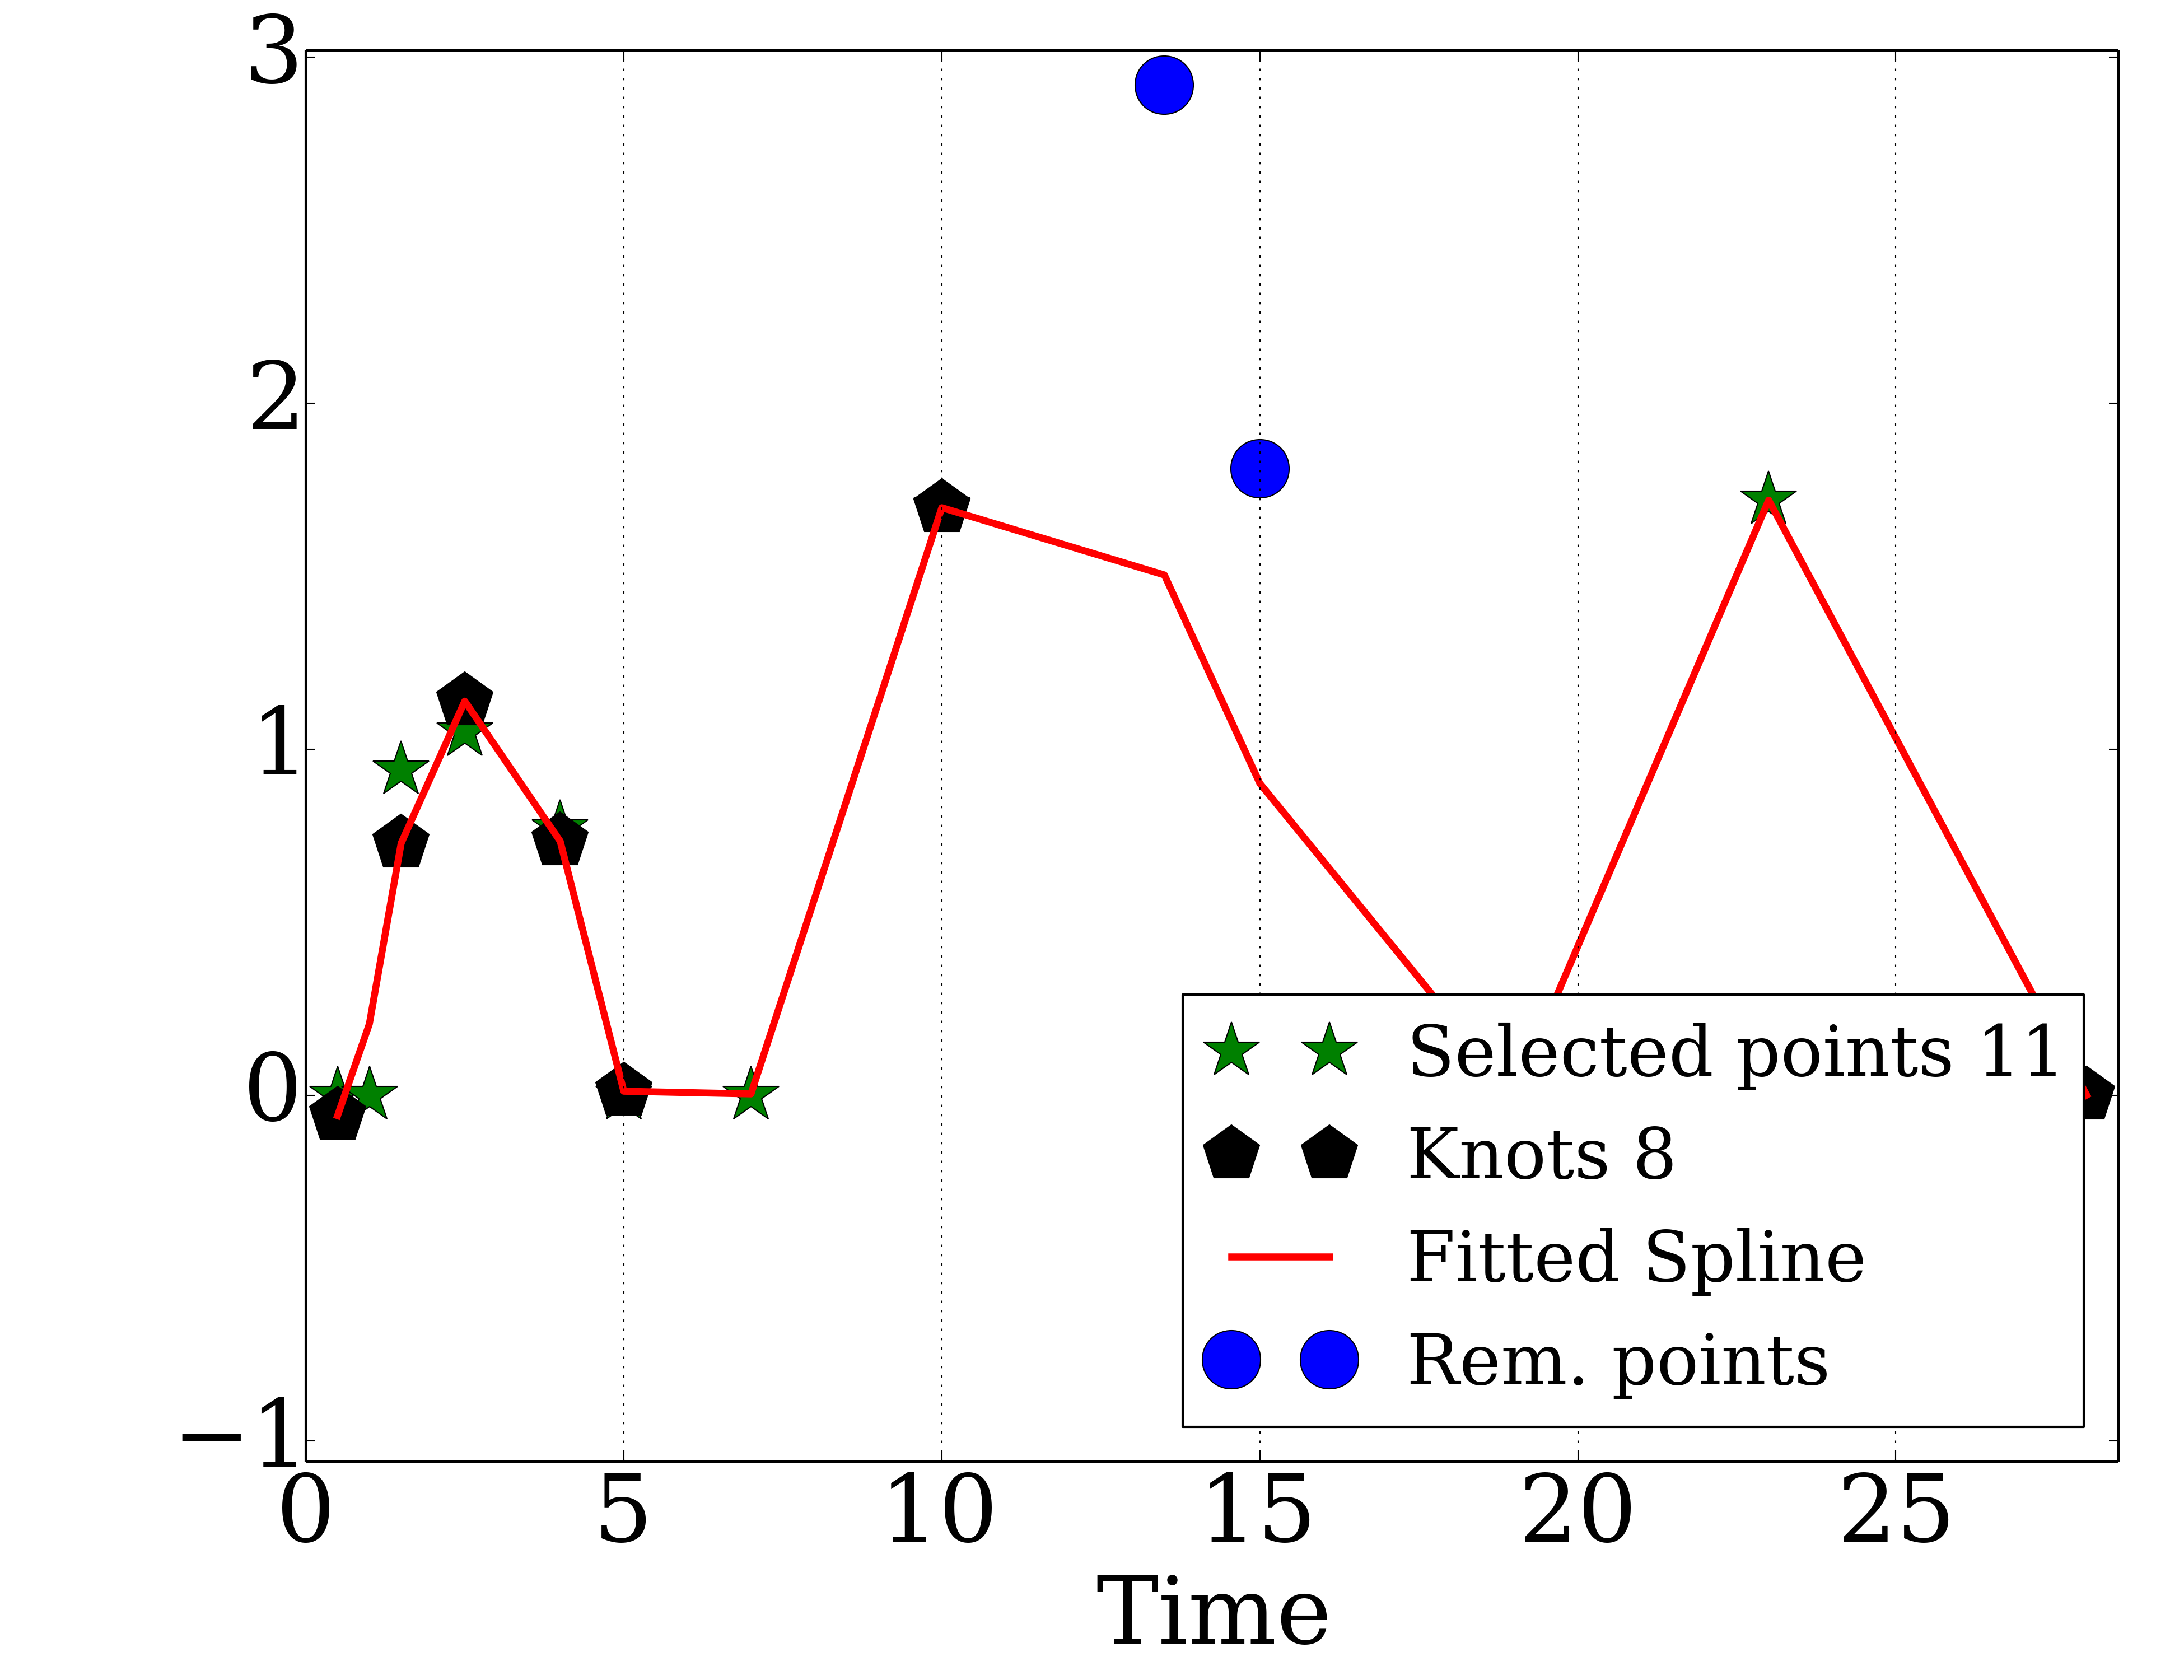 3
2
1
0
−1
0 5 10 15 20 25
Time
Selected points 11
Knots 8
Fitted Spline
Rem. points